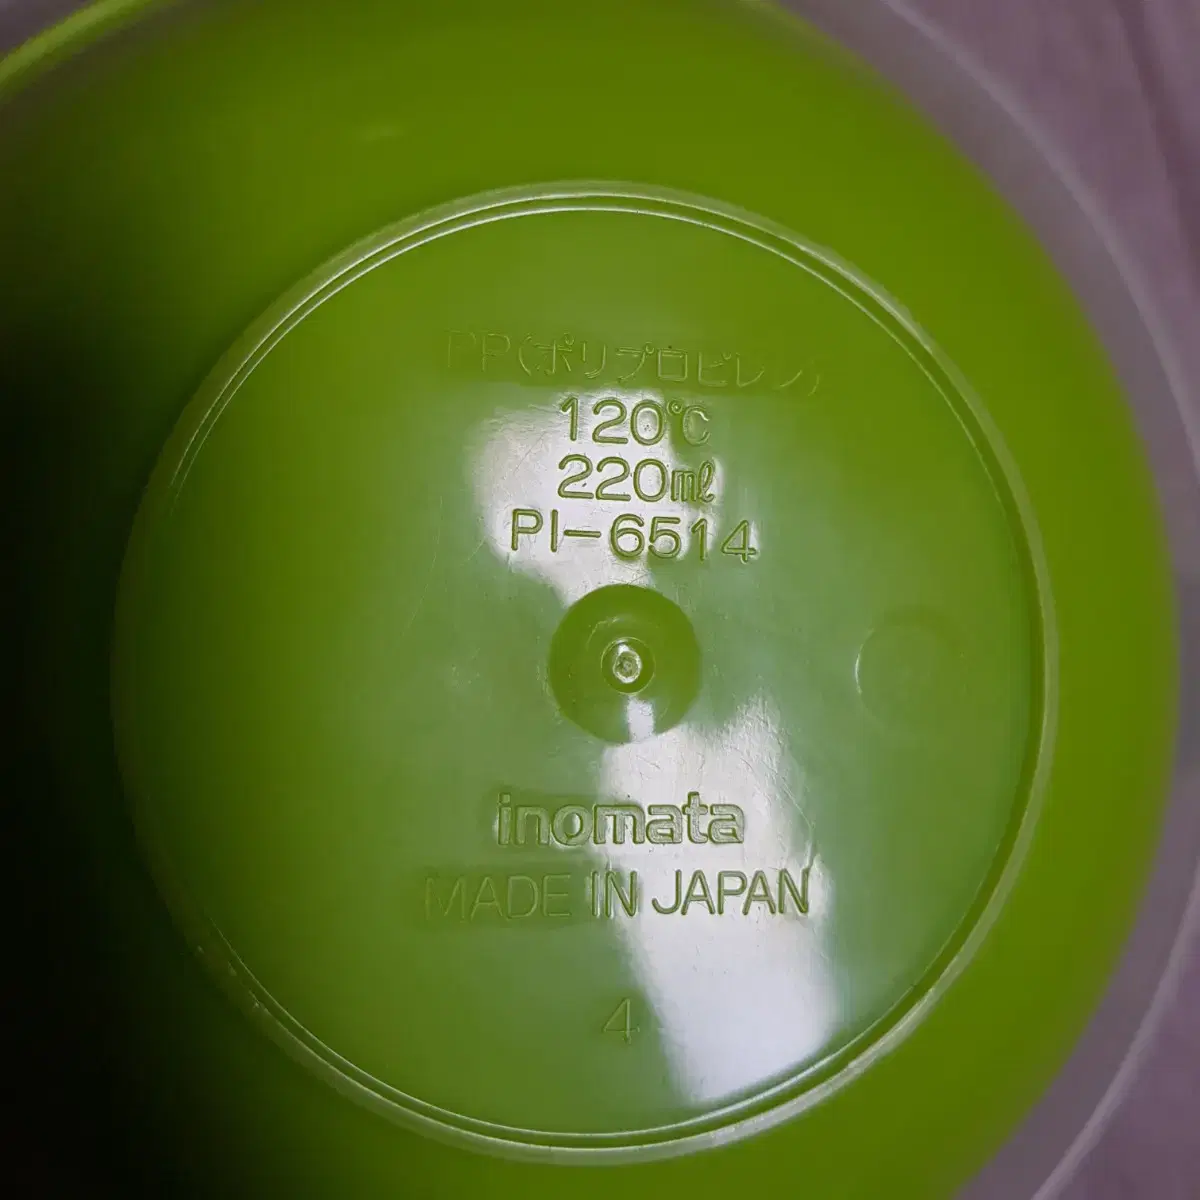 PP(ポリプロピレン)
120℃
220㎖
PI-6514
inomata
MADE IN JAPAN
4